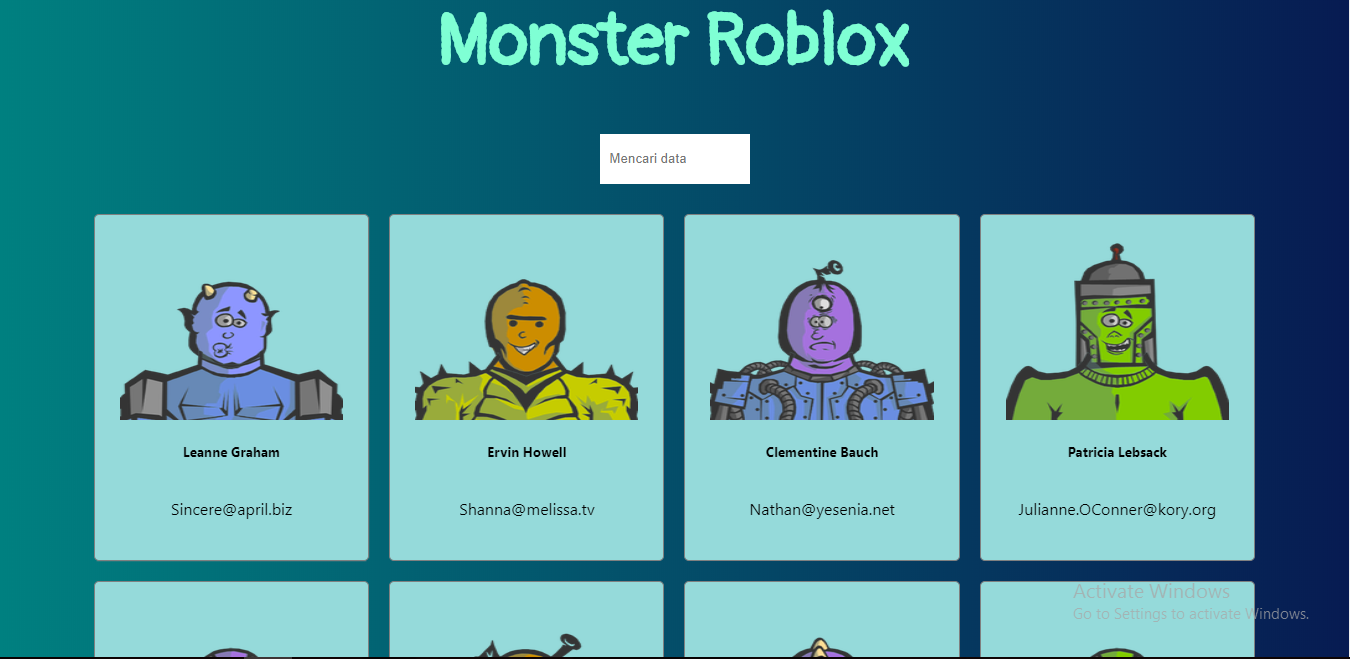 Monster Roblox
Mencari data
Leanne Graham
Ervin Howell
Clementine Bauch
Patricia Lebsack
Sincere@april.biz
Shanna@melissa.tv
Nathan@yesenia.net
Julianne.OConner@kory.org
Activate Windows
Go to Settings to activate Windows.